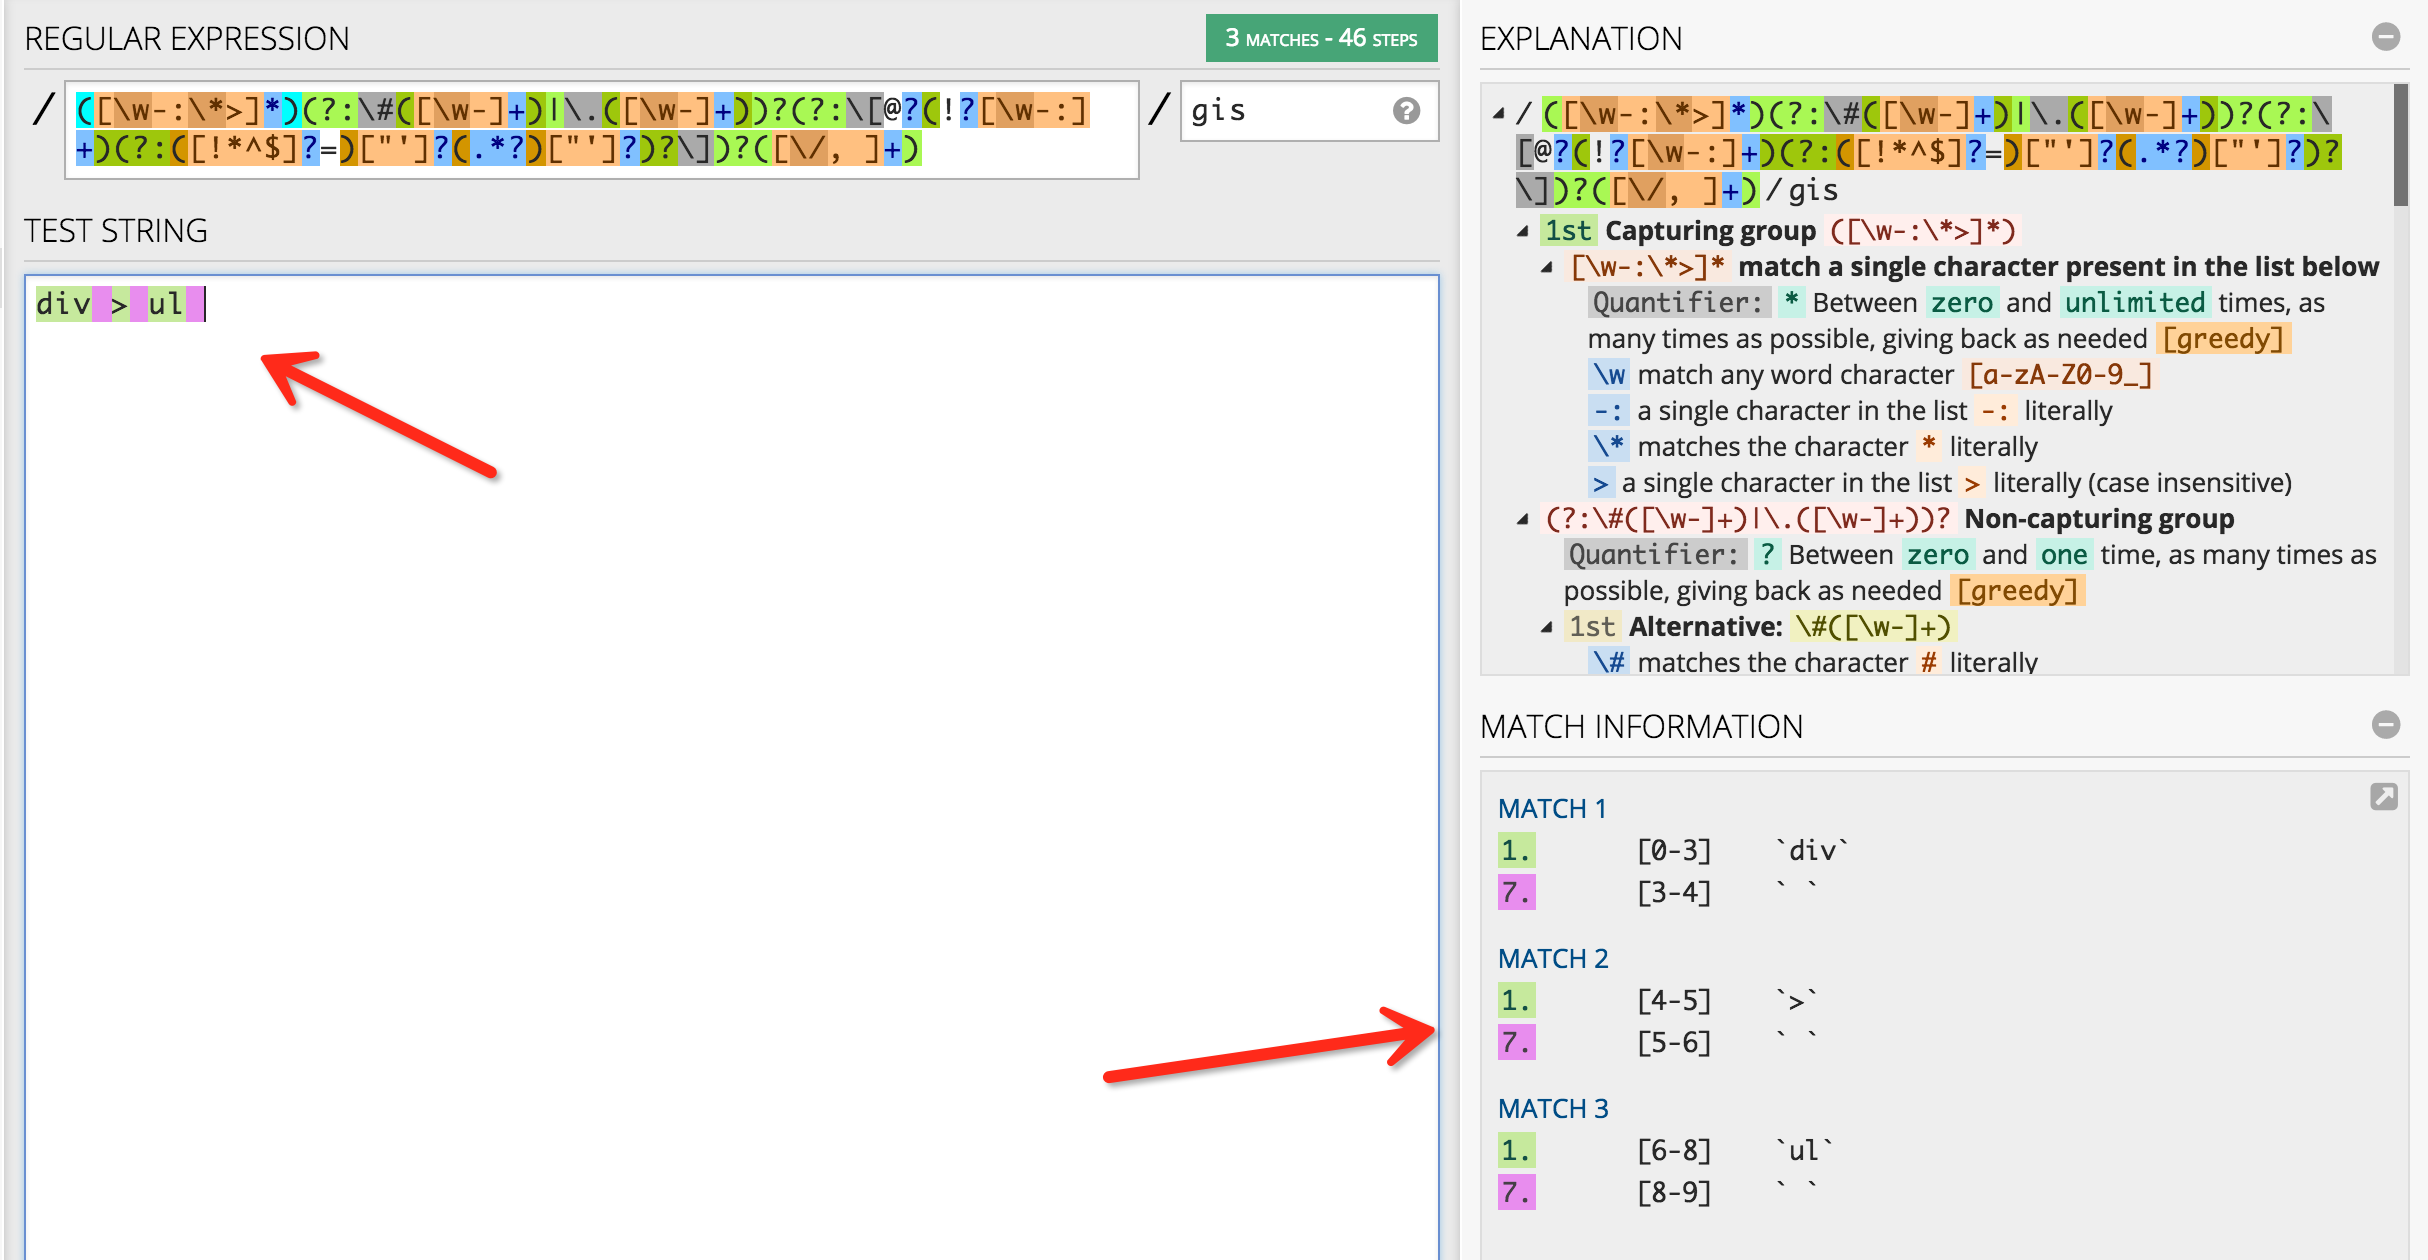 REGULAR EXPRESSION
3 MATCHES - 46 STEPS
/ ([\w-:\*>]*)(?:\#([\w-]+)|\.([\w-]+))?(?:\[@?(!?[\w-:] / gis
+)(?:([!*^$]?=)["']?(.*?)["']?)?\])?([\/, ]+)
TEST STRING
div > ul
EXPLANATION
/ ([\w-:\*>]*)(?:\#([\w-]+)|\.([\w-]+))?(?:\
[@?(!?[\w-:]+)(?:([!*^$]?=)["']?(.*?)["']?)?
\])?([\/, ]+) / gis
1st Capturing group ([\w-:\*>]*)
[\w-:\*>]* match a single character present in the list below
Quantifier: * Between zero and unlimited times, as
many times as possible, giving back as needed [greedy]
\w match any word character [a-zA-Z0-9_]
-: a single character in the list -: literally
\* matches the character * literally
> a single character in the list > literally (case insensitive)
(?:\#([\w-]+)|\.([\w-]+))? Non-capturing group
Quantifier: ? Between zero and one time, as many times as
possible, giving back as needed [greedy]
1st Alternative: \#([\w-]+)
\# matches the character # literally
MATCH INFORMATION
MATCH 1
1. [0-3] `div`
7. [3-4] ` `
MATCH 2
1. [4-5] `>`
7. [5-6] ` `
MATCH 3
1. [6-8] `ul`
7. [8-9] ` `